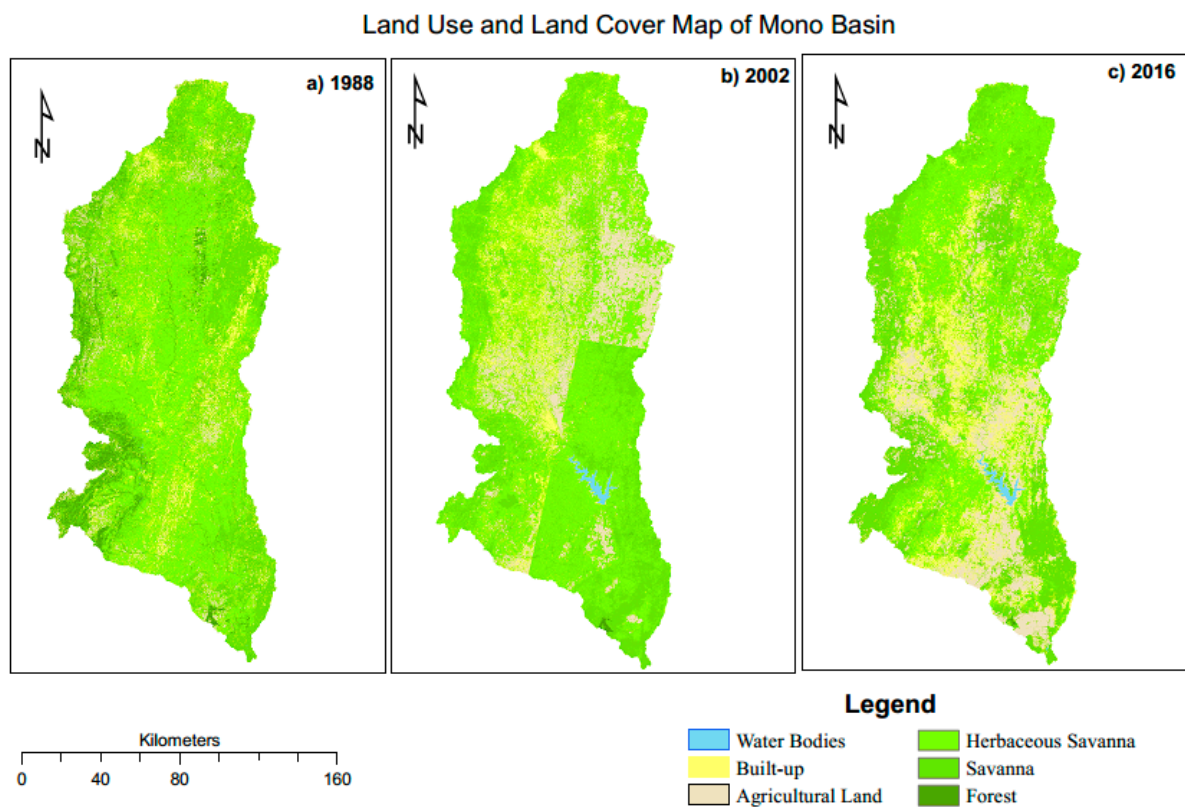 Land Use and Land Cover Map of Mono Basin
a) 1988
b) 2002
c) 2016
N
N
N
Legend
Kilometers
0 40 80 160
Water Bodies
Built-up
Agricultural Land
Herbaceous Savanna
Savanna
Forest